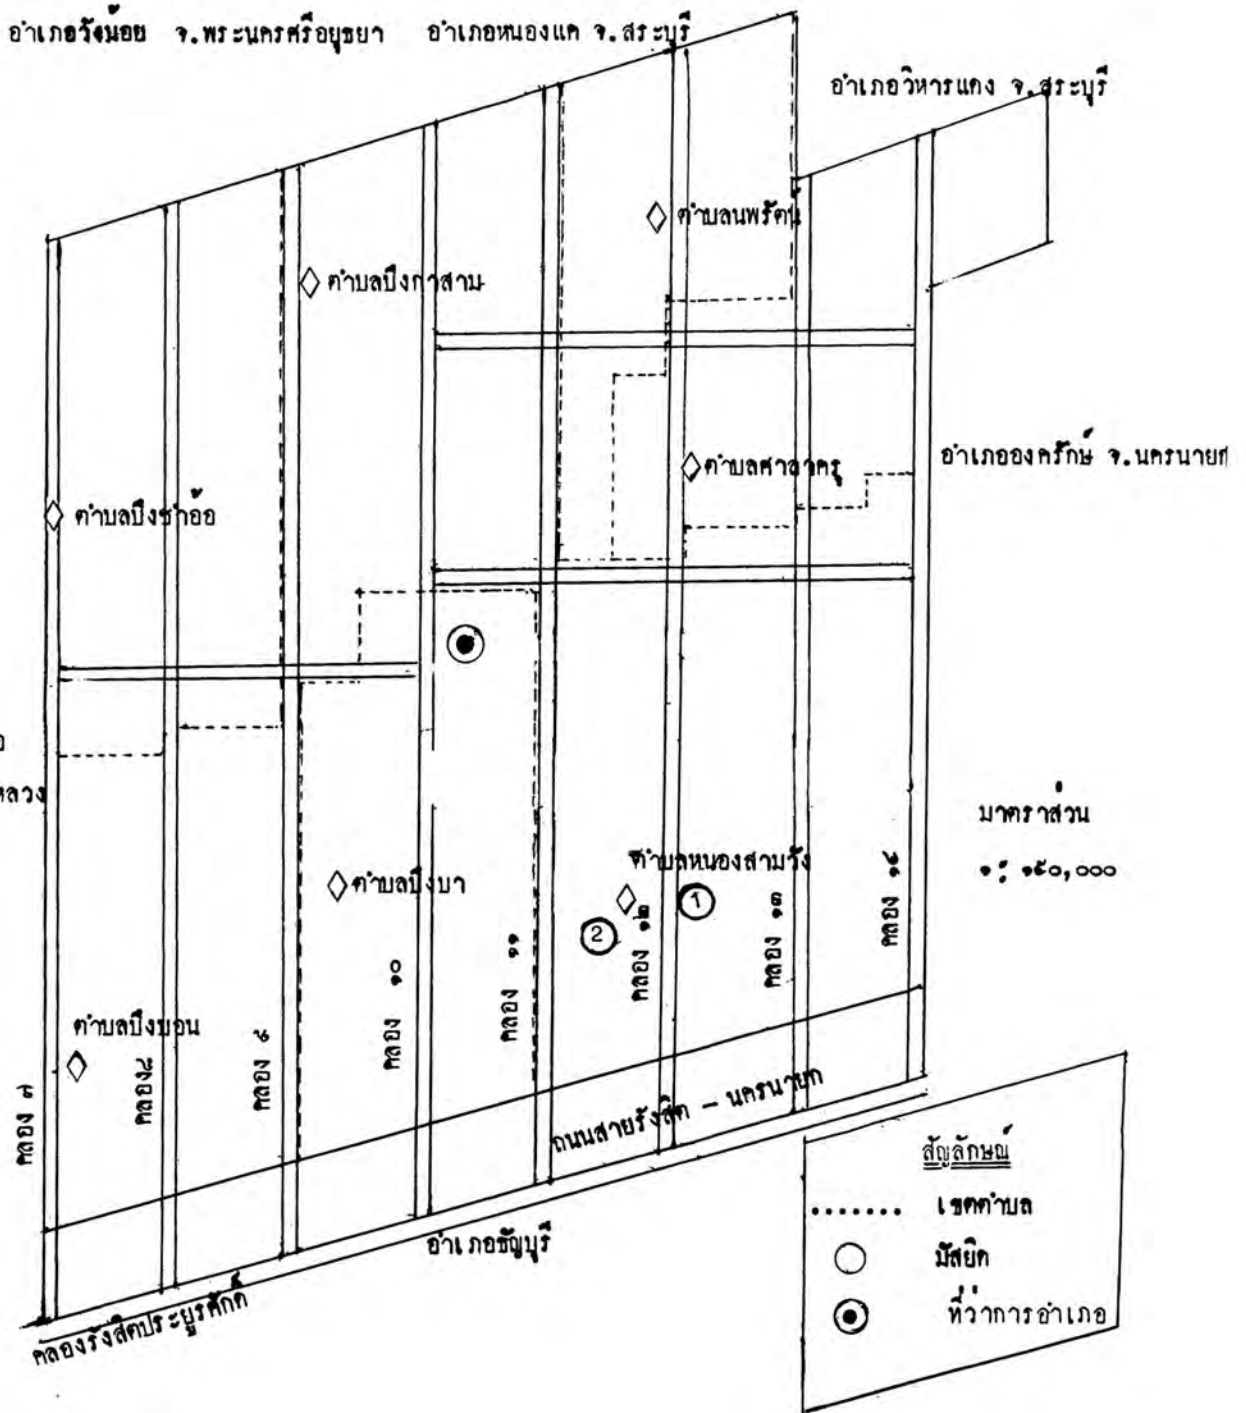 อำเภอวังน้อย จ.พระนครศรีอยุธยา อำเภอหนองแค จ.สระบุรี
อำเภอวิหารแดง จ.สระบุรี
ตำบลนพรัตน์
ตำบลบึงกาสาม
อำเภอองครักษ์ จ.นครนายก
ตำบลศาลาครุ
ตำบลบึงชำอ้อ
หลวง
มาตราส่วน
๑: ๑๕๐,๐๐๐
ตำบลหนองสามวัง
ตำบลบึงบา
1
2
ตำบลบึงบอน
คลอง ๗
คลอง๘
คลอง ๙
คลอง ๑๐
คลอง ๑๑
คลอง ๑๒
คลอง ๑๓
คลอง ๑๔
ถนนสายรังสิต - นครนายก
อำเภอธัญบุรี
คลองรังสิตประยูรศักดิ์
สัญลักษณ์
....... เขตตำบล
มัสยิด
ที่ว่าการอำเภอ